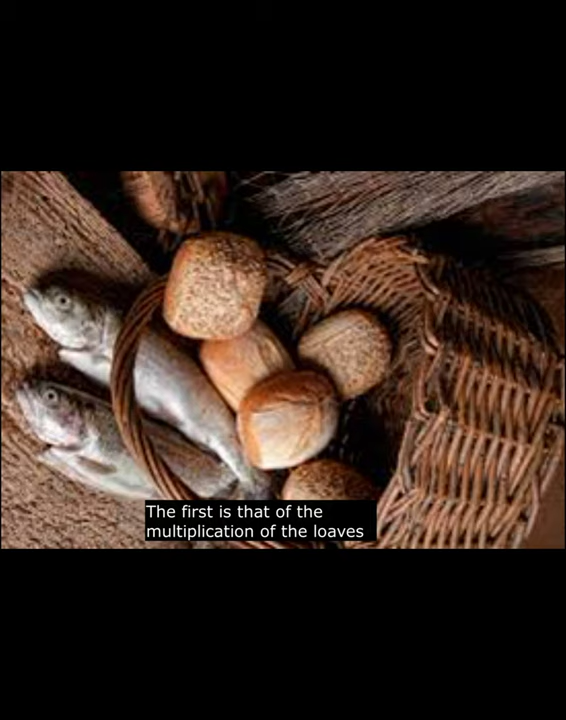 The first is that of the
multiplication of the loaves